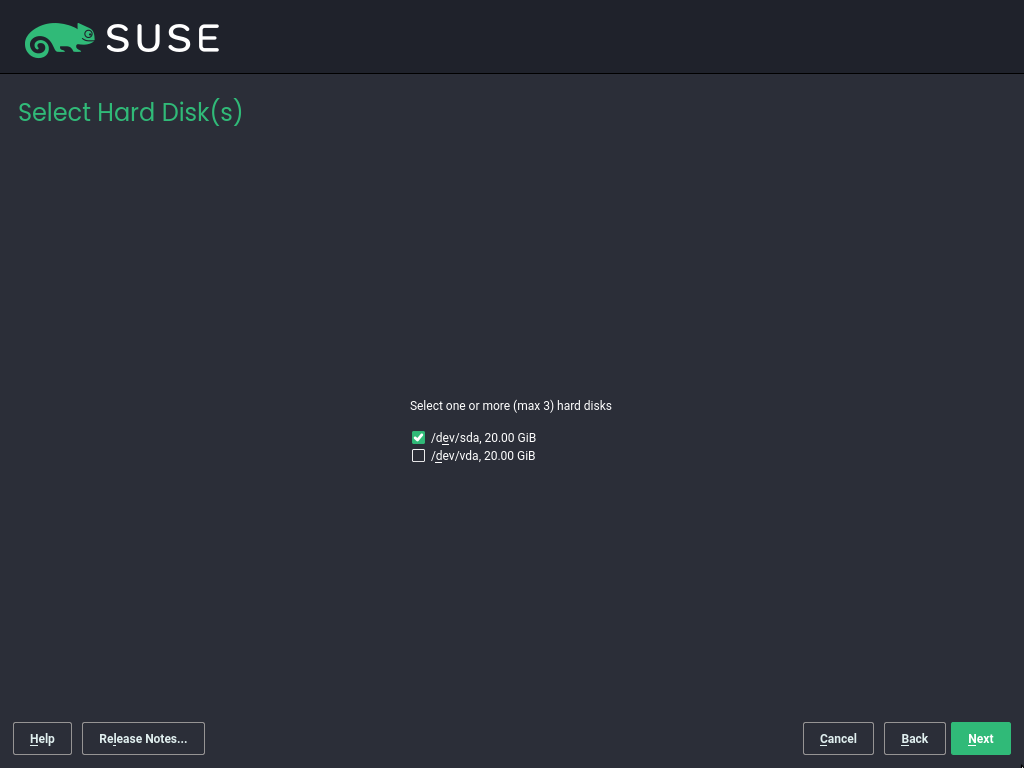 SUSE
Select Hard Disk(s)
Select one or more (max 3) hard disks
/dev/sda, 20.00 GiB
/dev/vda, 20.00 GiB
Help
Release Notes...
Cancel
Back
Next